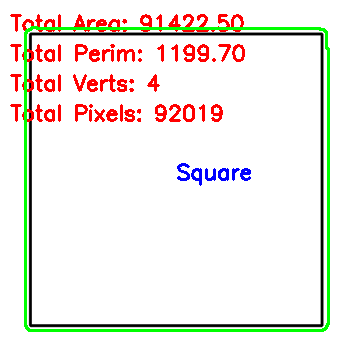 Total Area: 91422.50
Total Perim: 1199.70
Total Verts: 4
Total Pixels: 92019
Square